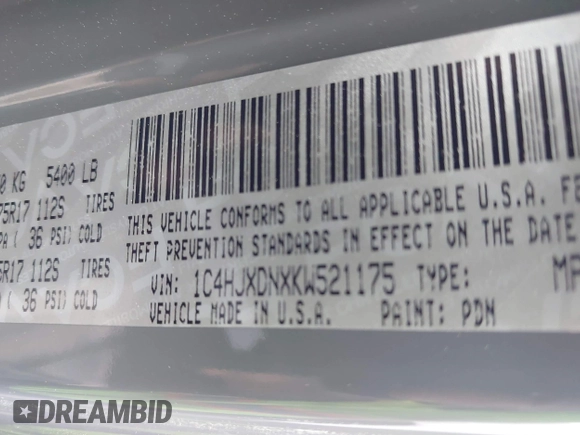 0 KG 5400 LB
75R17 112S TIRES
PA ( 36 PSI) COLD
5R17 112S TIRES
( 36 PSI) COLD
THIS VEHICLE CONFORMS TO ALL APPLICABLE U.S.A. FE
THEFT PREVENTION STANDARDS IN EFFECT ON THE DATE
VIN: 1C4HJXDNXKW521175 TYPE: MP
VEHICLE MADE IN U.S.A. PAINT: PDN
DREAMBID